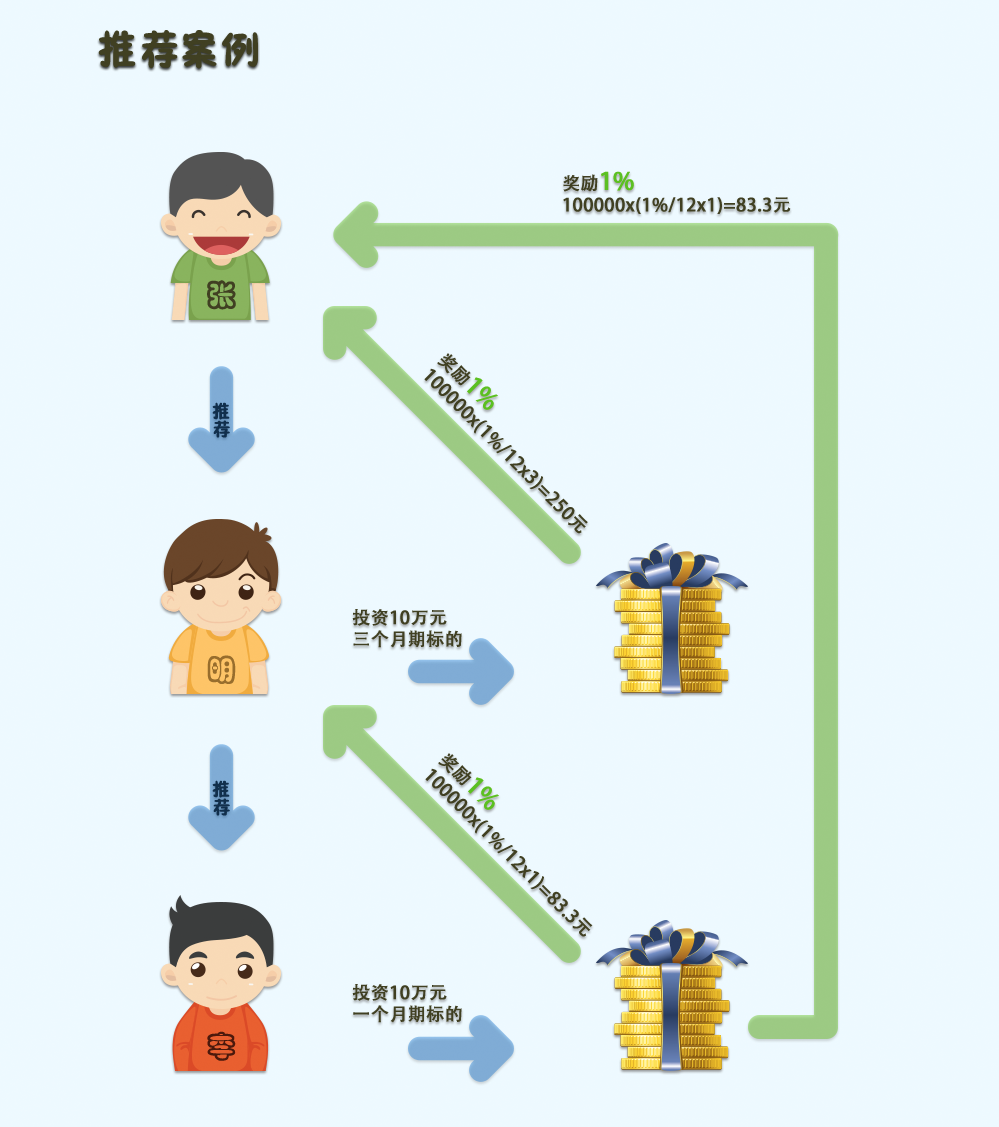 推荐案例
奖励1%
100000x(1%/12x1)=83.3元
张
奖励1%
100000x(1%/12x3)=250元
推荐
明
投资10万元
三个月期标的
奖励1%
100000x(1%/12x1)=83.3元
推荐
投资10万元
一个月期标的